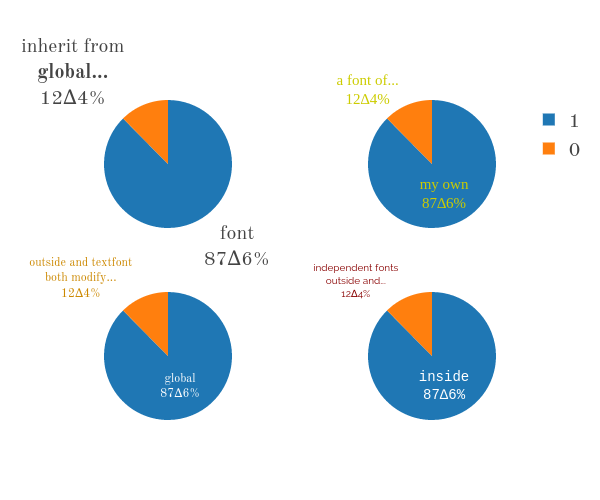 inherit from
global...
12Δ4%
font
87Δ6%
a font of...
12Δ4%
my own
87Δ6%
1
0
outside and textfont
both modify...
12Δ4%
global
87Δ6%
independent fonts
outside and...
12Δ4%
inside
87Δ6%